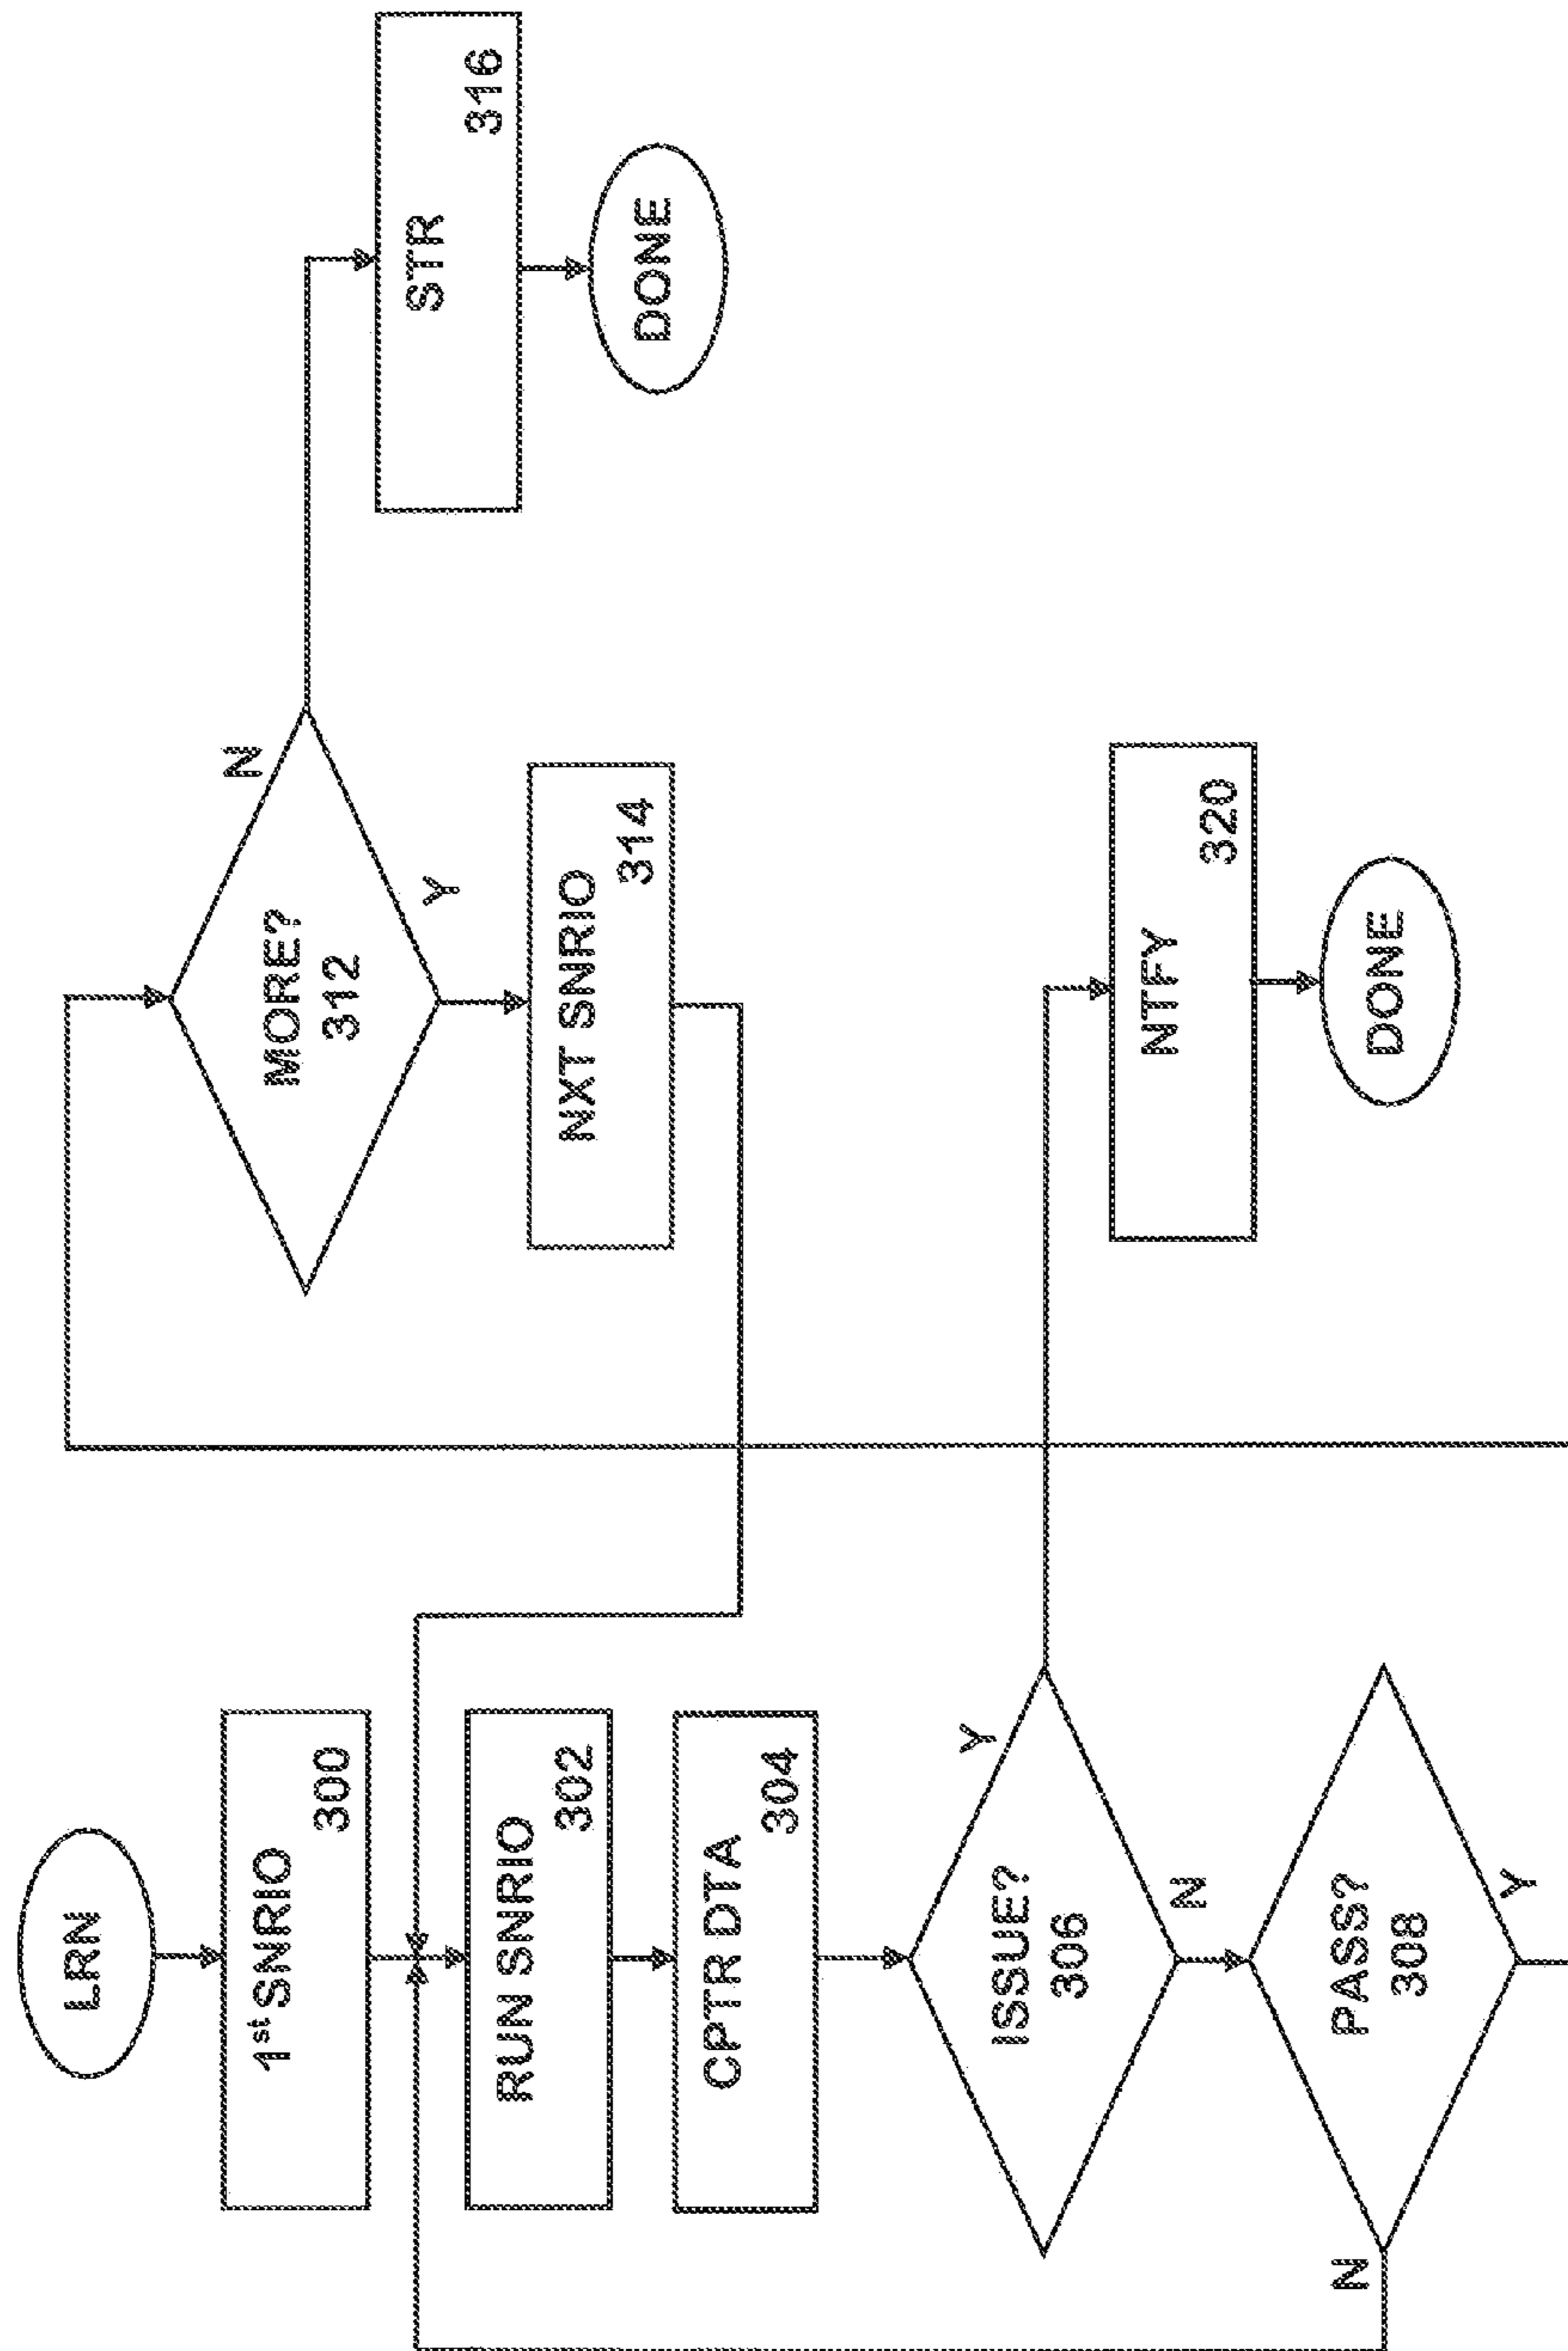 LRN
1st SNRIO
300
RUN SNRIO
302
CPTR DTA
304
ISSUE?
306
Y
N
PASS?
308
N
Y
MORE?
312
N
Y
NXT SNRIO
314
STR
316
DONE
NTFY
320
DONE